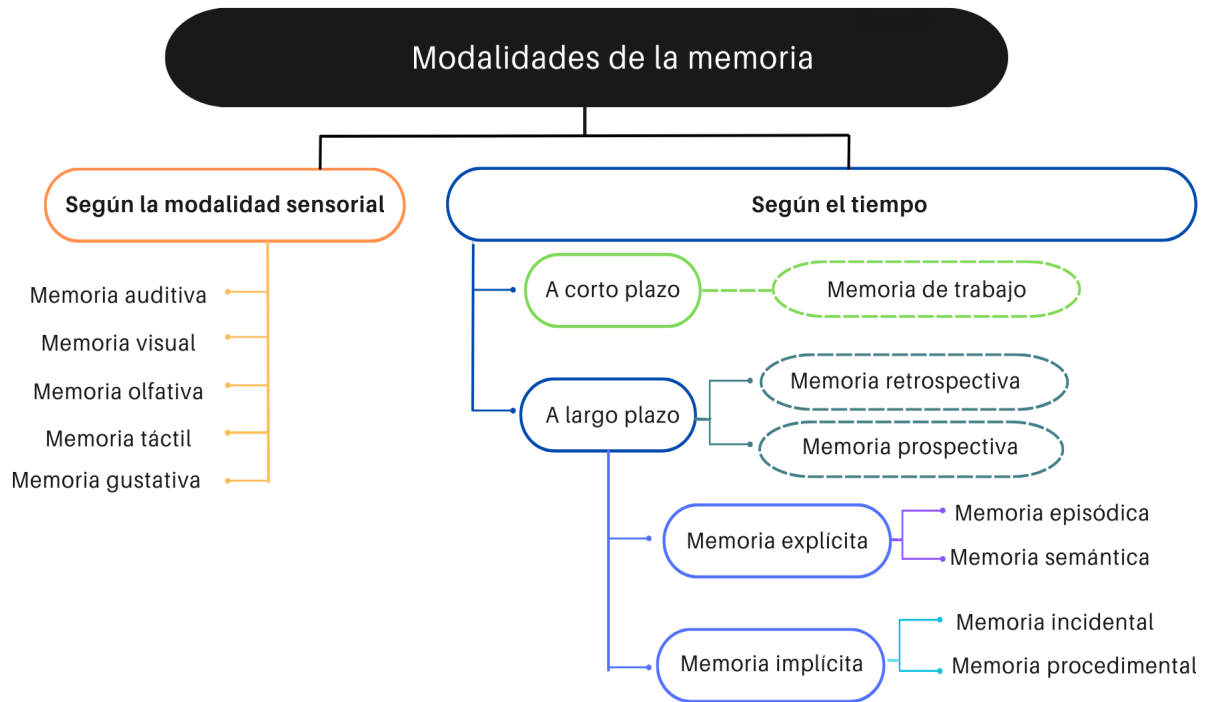 Modalidades de la memoria
Según la modalidad sensorial
Memoria auditiva
Memoria visual
Memoria olfativa
Memoria táctil
Memoria gustativa
Según el tiempo
A corto plazo
Memoria de trabajo
A largo plazo
Memoria retrospectiva
Memoria prospectiva
Memoria explícita
Memoria episódica
Memoria semántica
Memoria implícita
Memoria incidental
Memoria procedimental